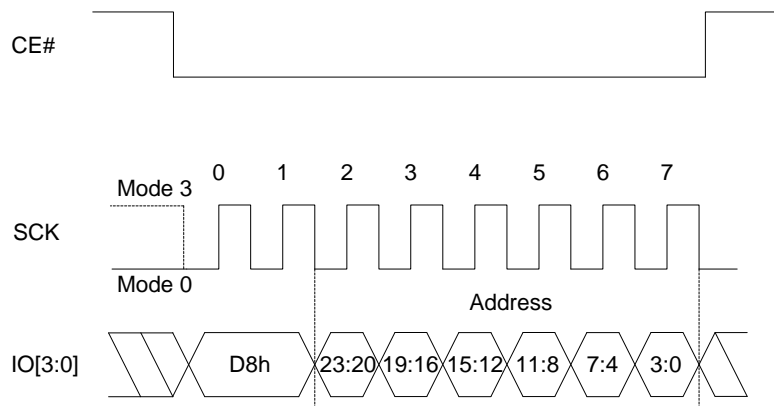 CE#
0 1 2 3 4 5 6 7
Mode 3
SCK
Mode 0
Address
IO[3:0] D8h 23:20 19:16 15:12 11:8 7:4 3:0